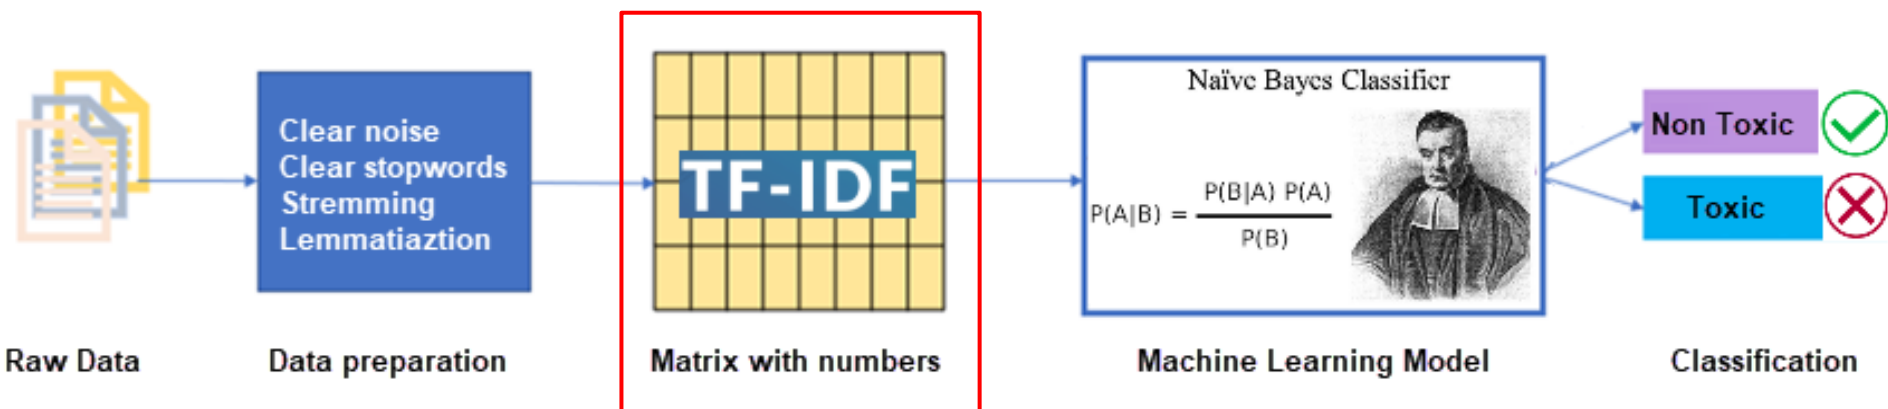 Clear noise
Clear stopwords
Stremming
Lemmatiaztion
TF-IDF
Naïve Bayes Classifier
P(A|B) = P(B|A) P(A)
P(B)
Non Toxic
Toxic
Raw Data
Data preparation
Matrix with numbers
Machine Learning Model
Classification